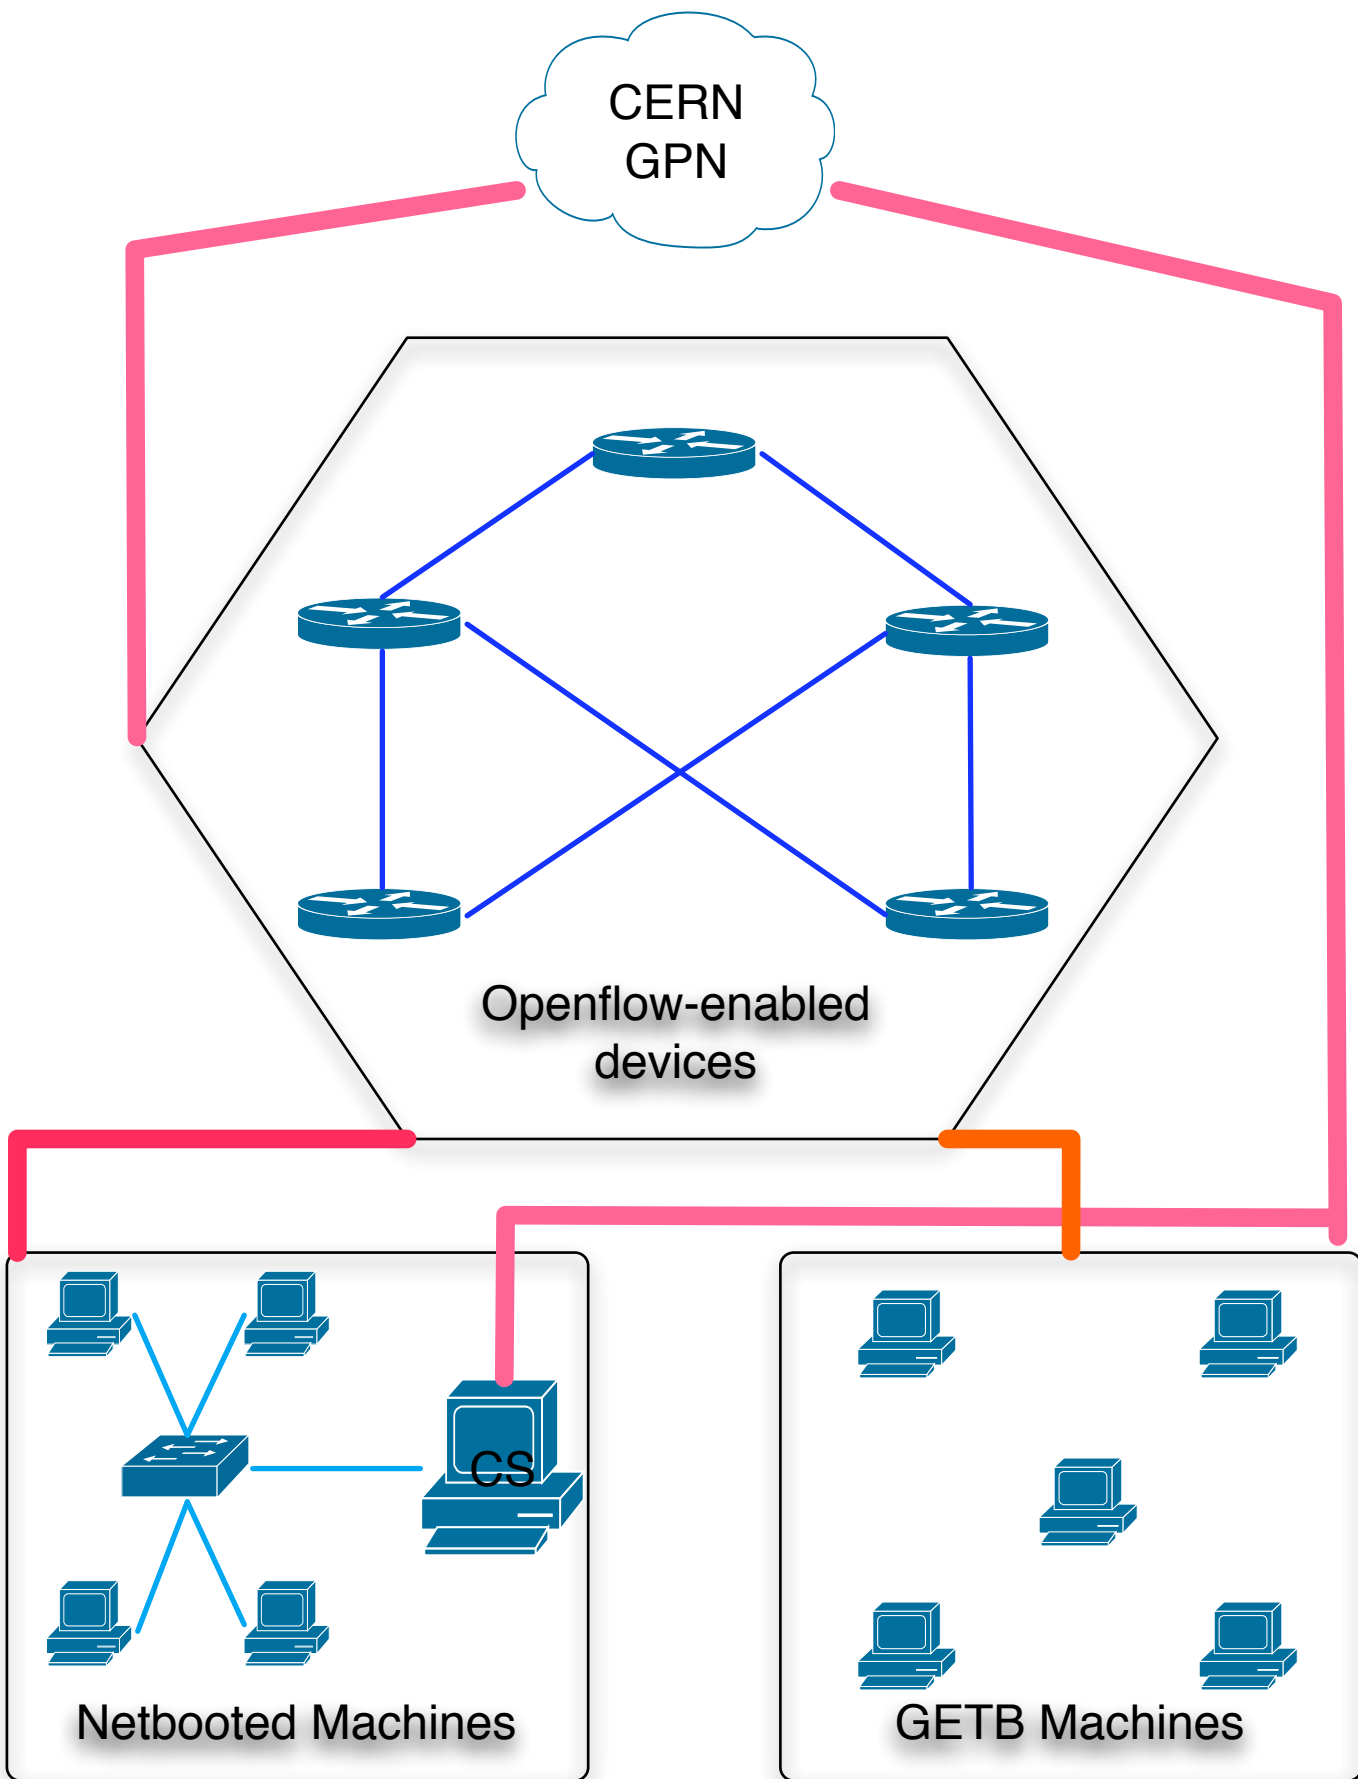 CERN
GPN
Openflow-enabled
devices
CS
Netbooted Machines
GETB Machines